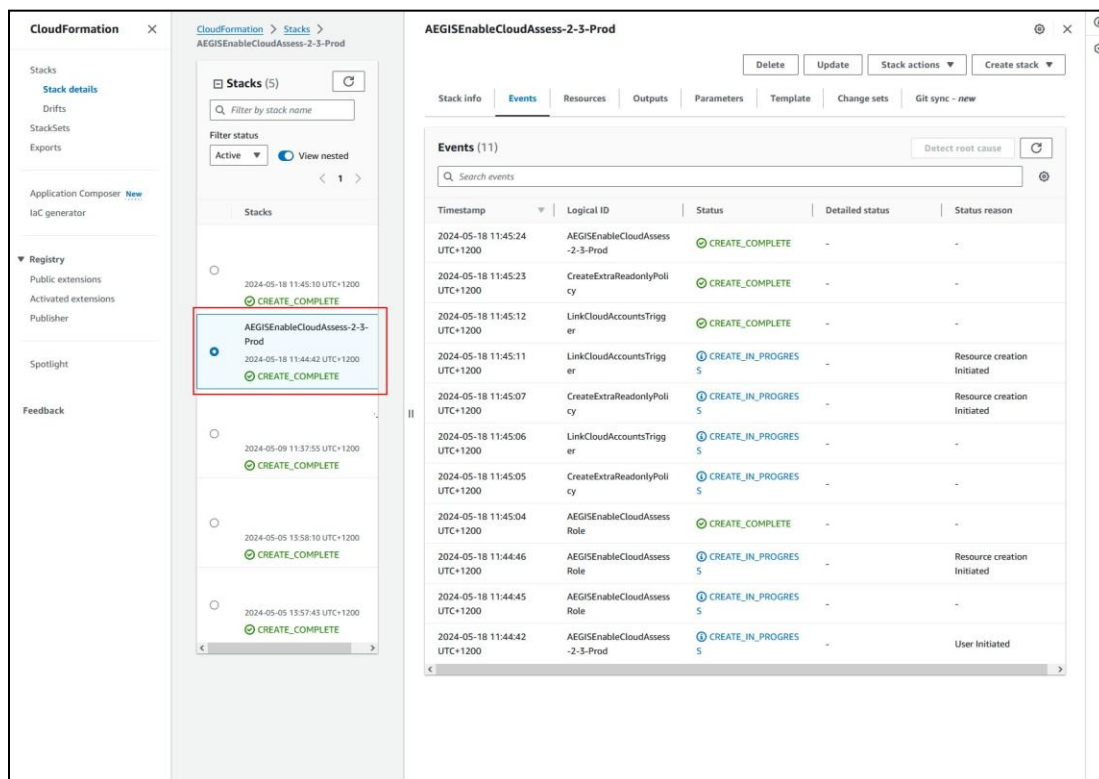 CloudFormation
Stacks
Stack details
Drifts
StackSets
Exports
Application Composer New
IaC generator
Registry
Public extensions
Activated extensions
Publisher
Spotlight
Feedback
CloudFormation > Stacks >
AEGISEnableCloudAssess-2-3-Prod
Stacks (5)
Filter by stack name
Filter status
Active
View nested
1
Stacks
2024-05-18 11:45:10 UTC+1200
CREATE_COMPLETE
AEGISEnableCloudAssess-2-3-
Prod
2024-05-18 11:44:42 UTC+1200
CREATE_COMPLETE
2024-05-09 11:37:55 UTC+1200
CREATE_COMPLETE
2024-05-05 13:58:10 UTC+1200
CREATE_COMPLETE
2024-05-05 13:57:43 UTC+1200
CREATE_COMPLETE
AEGISEnableCloudAssess-2-3-Prod
Delete Update Stack actions Create stack
Stack info Events Resources Outputs Parameters Template Change sets Git sync - new
Events (11)
Detect root cause
Search events
Timestamp Logical ID Status Detailed status Status reason
2024-05-18 11:45:24 AEGISEnableCloudAssess
UTC+1200 -2-3-Prod CREATE_COMPLETE - -
2024-05-18 11:45:23 CreateExtraReadonlyPoli
UTC+1200 cy CREATE_COMPLETE - -
2024-05-18 11:45:12 LinkCloudAccountsTrigg
UTC+1200 er CREATE_COMPLETE - -
2024-05-18 11:45:11 LinkCloudAccountsTrigg CREATE_IN_PROGRES Resource creation
UTC+1200 er S - Initiated
2024-05-18 11:45:07 CreateExtraReadonlyPoli CREATE_IN_PROGRES Resource creation
UTC+1200 cy S - Initiated
2024-05-18 11:45:06 LinkCloudAccountsTrigg CREATE_IN_PROGRES
UTC+1200 er S - -
2024-05-18 11:45:05 CreateExtraReadonlyPoli CREATE_IN_PROGRES
UTC+1200 cy S - -
2024-05-18 11:45:04 AEGISEnableCloudAssess
UTC+1200 Role CREATE_COMPLETE - -
2024-05-18 11:44:46 AEGISEnableCloudAssess CREATE_IN_PROGRES Resource creation
UTC+1200 Role S - Initiated
2024-05-18 11:44:45 AEGISEnableCloudAssess CREATE_IN_PROGRES
UTC+1200 Role S - -
2024-05-18 11:44:42 AEGISEnableCloudAssess CREATE_IN_PROGRES
UTC+1200 -2-3-Prod S - User Initiated